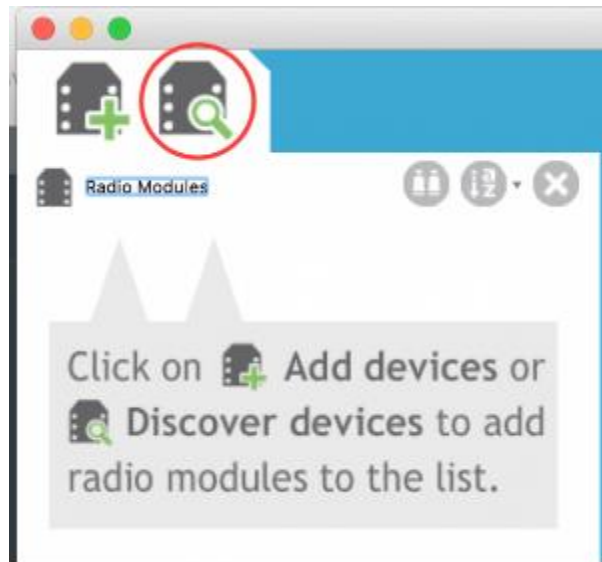 Radio Modules
Click on Add devices or
Discover devices to add
radio modules to the list.